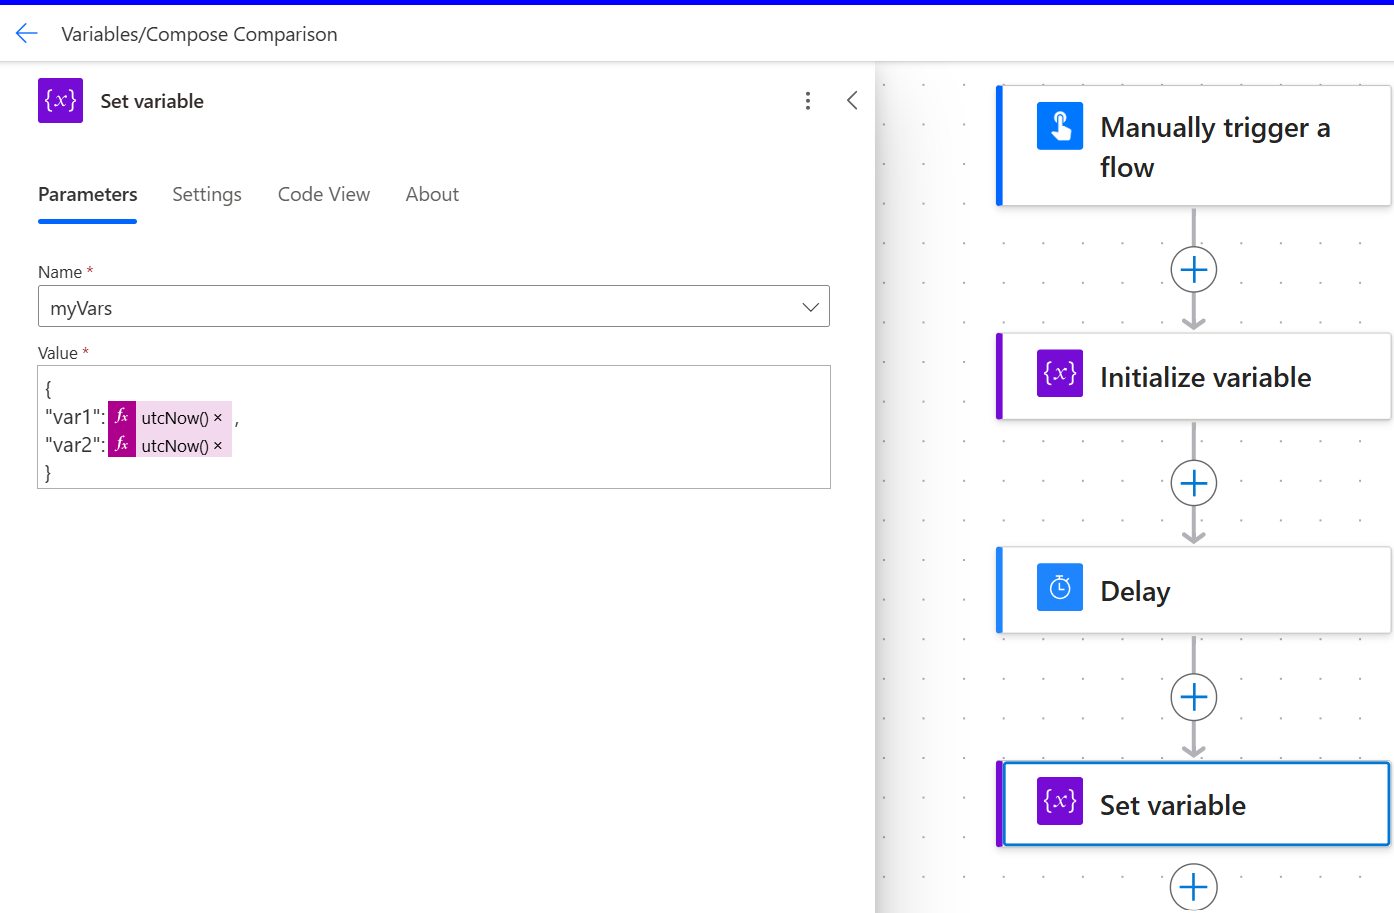 Variables/Compose Comparison
{x} Set variable
Parameters Settings Code View About
Name *
myVars
Value *
{
"var1": fx utcNow() × ,
"var2": fx utcNow() ×
}
Manually trigger a
flow
{x} Initialize variable
Delay
{x} Set variable